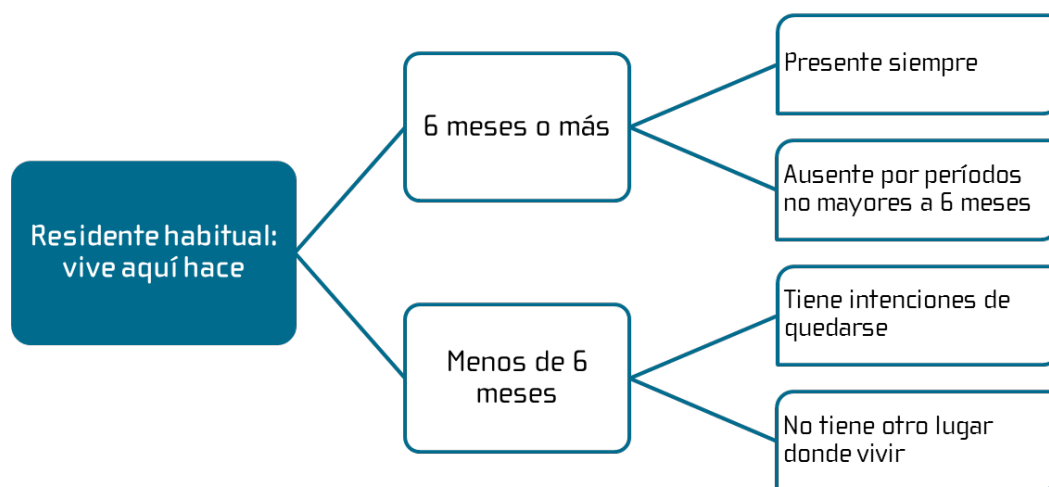 Residente habitual:
vive aquí hace
6 meses o más
Presente siempre
Ausente por períodos
no mayores a 6 meses
Menos de 6
meses
Tiene intenciones de
quedarse
No tiene otro lugar
donde vivir